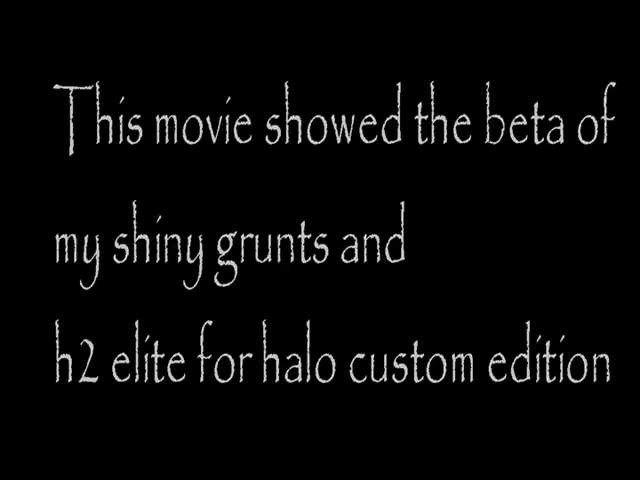 This movie showed the beta of
my shiny grunts and
h2 elite for halo custom edition